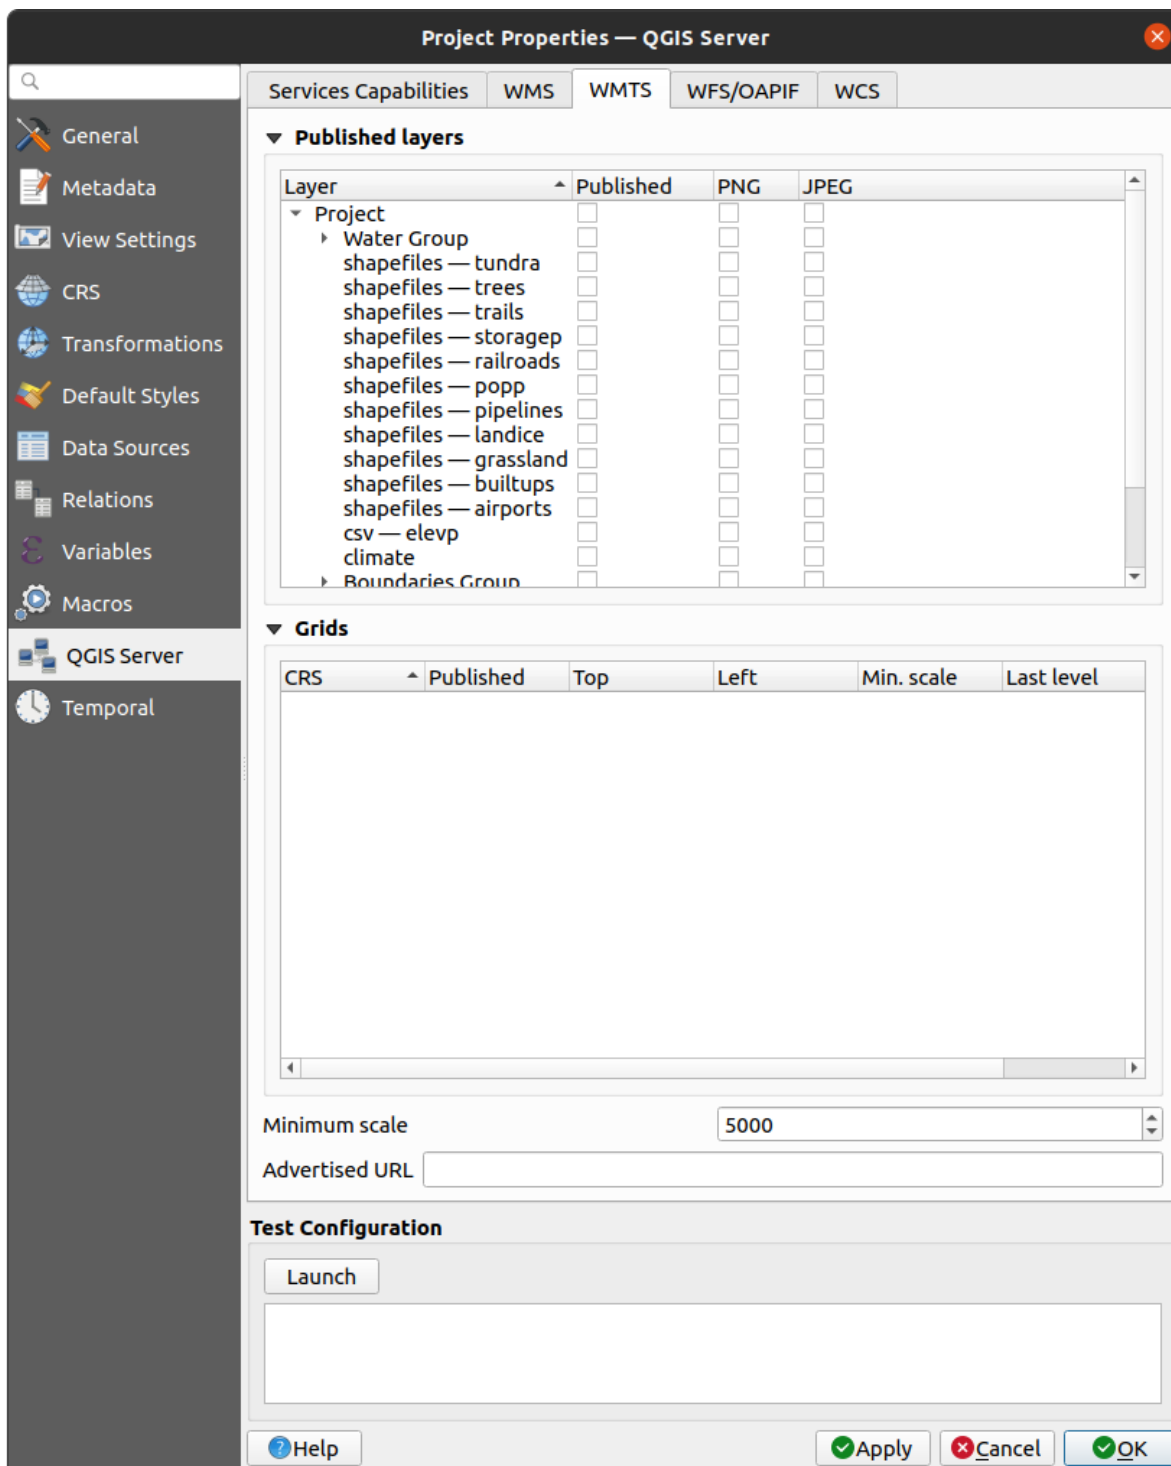 Project Properties — QGIS Server
General
Metadata
View Settings
CRS
Transformations
Default Styles
Data Sources
Relations
Variables
Macros
QGIS Server
Temporal
Services Capabilities WMS WMTS WFS/OAPIF WCS
Published layers
Layer Published PNG JPEG
Project
Water Group
shapefiles — tundra
shapefiles — trees
shapefiles — trails
shapefiles — storagep
shapefiles — railroads
shapefiles — popp
shapefiles — pipelines
shapefiles — landice
shapefiles — grassland
shapefiles — builtups
shapefiles — airports
csv — elevp
climate
Boundaries Group
Grids
CRS Published Top Left Min. scale Last level
Minimum scale 5000
Advertised URL
Test Configuration
Launch
Help Apply Cancel OK